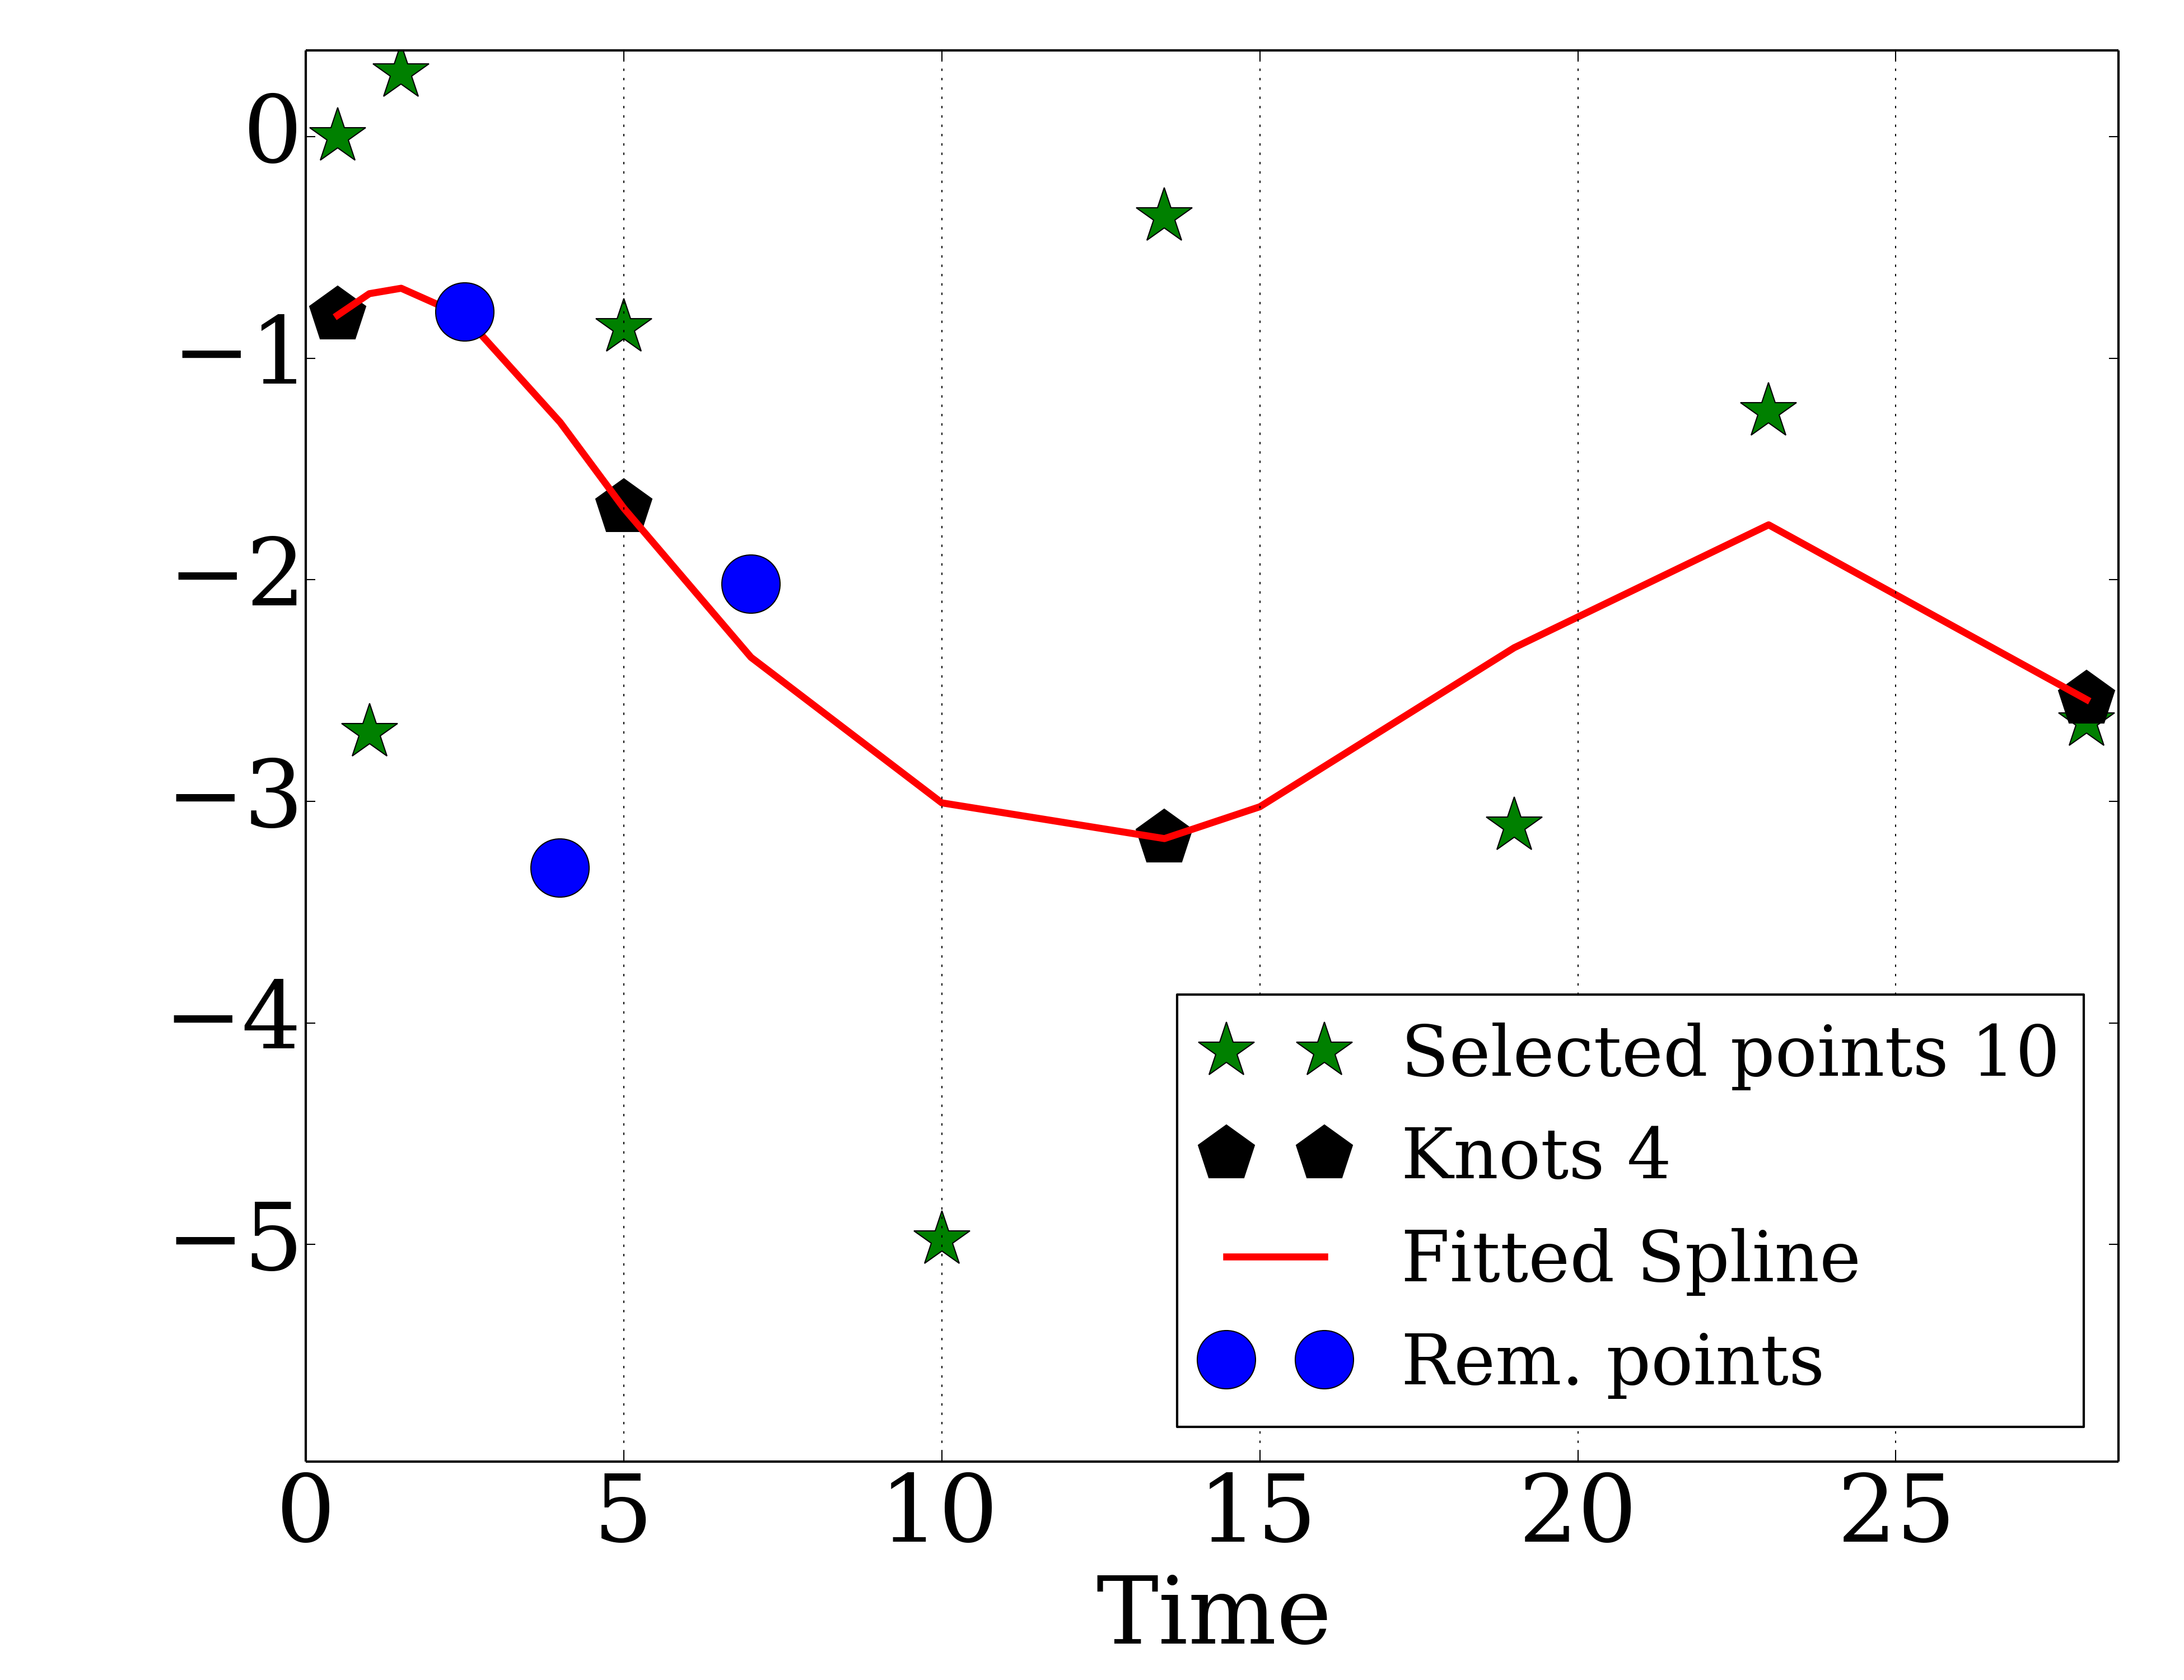 0
−1
−2
−3
−4
−5
Selected points 10
Knots 4
Fitted Spline
Rem. points
0 5 10 15 20 25
Time